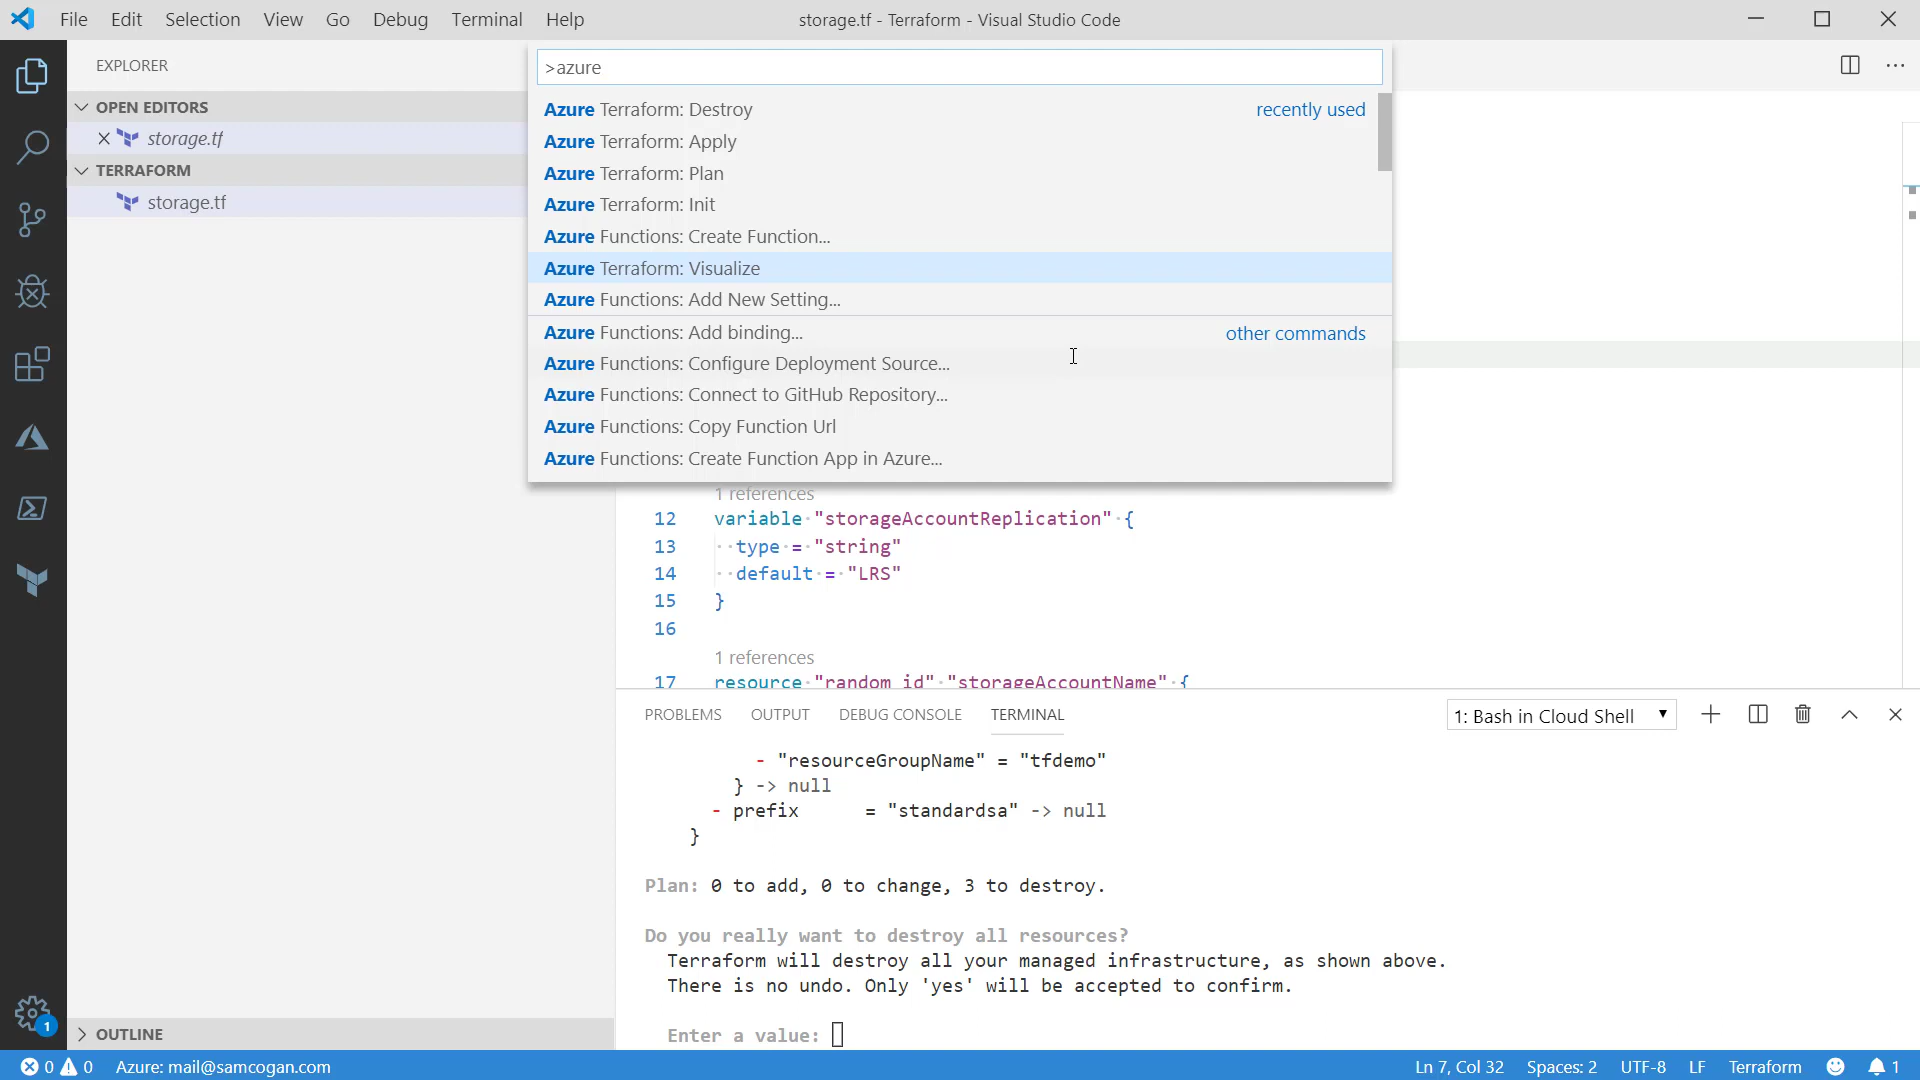 File Edit Selection View Go Debug Terminal Help
storage.tf - Terraform - Visual Studio Code
EXPLORER
OPEN EDITORS
storage.tf
TERRAFORM
storage.tf
OUTLINE
>azure
Azure Terraform: Destroy recently used
Azure Terraform: Apply
Azure Terraform: Plan
Azure Terraform: Init
Azure Functions: Create Function...
Azure Terraform: Visualize
Azure Functions: Add New Setting...
Azure Functions: Add binding... other commands
Azure Functions: Configure Deployment Source...
Azure Functions: Connect to GitHub Repository...
Azure Functions: Copy Function Url
Azure Functions: Create Function App in Azure...
1 references
12 variable "storageAccountReplication" {
13 type = "string"
14 default = "LRS"
15 }
16
1 references
17 resource "random_id" "storageAccountName" {
PROBLEMS OUTPUT DEBUG CONSOLE TERMINAL 1: Bash in Cloud Shell
- "resourceGroupName" = "tfdemo"
} -> null
- prefix = "standardsa" -> null
}
Plan: 0 to add, 0 to change, 3 to destroy.
Do you really want to destroy all resources?
Terraform will destroy all your managed infrastructure, as shown above.
There is no undo. Only 'yes' will be accepted to confirm.
Enter a value:
1
0 0 Azure: mail@samcogan.com Ln 7, Col 32 Spaces: 2 UTF-8 LF Terraform 1